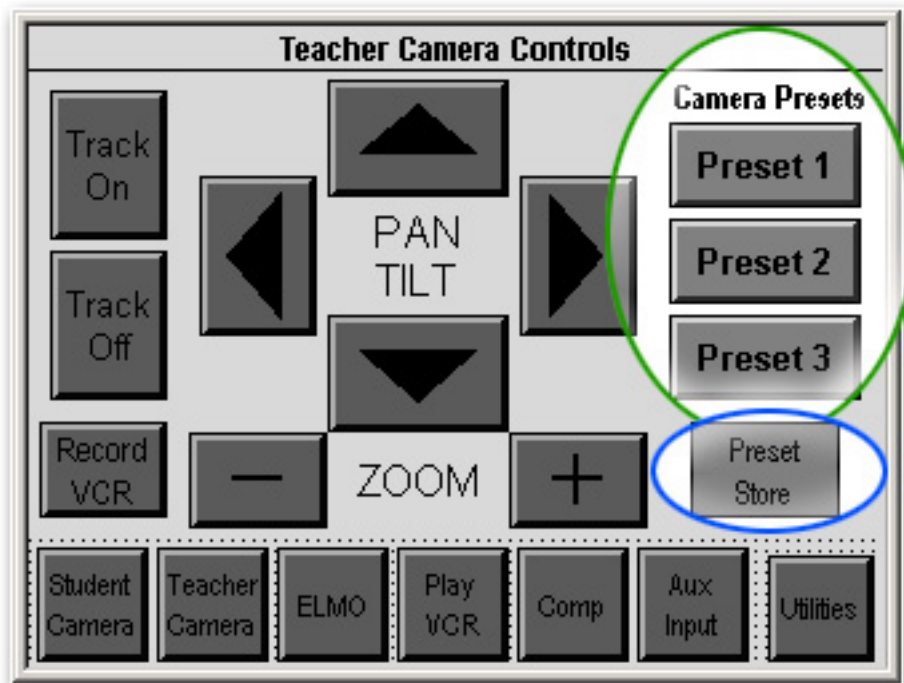 Teacher Camera Controls
Camera Presets
Track
On
Preset 1
PAN
TILT
Preset 2
Track
Off
Preset 3
Record
VCR
−
ZOOM
+
Preset
Store
Student
Camera
Teacher
Camera
ELMO
Play
VCR
Comp
Aux
Input
Utilities